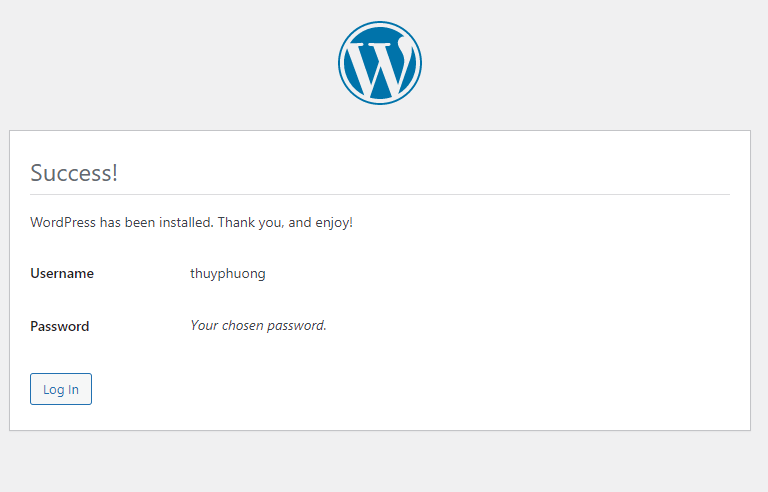 Success!
WordPress has been installed. Thank you, and enjoy!
Username thuyphuong
Password Your chosen password.
Log In